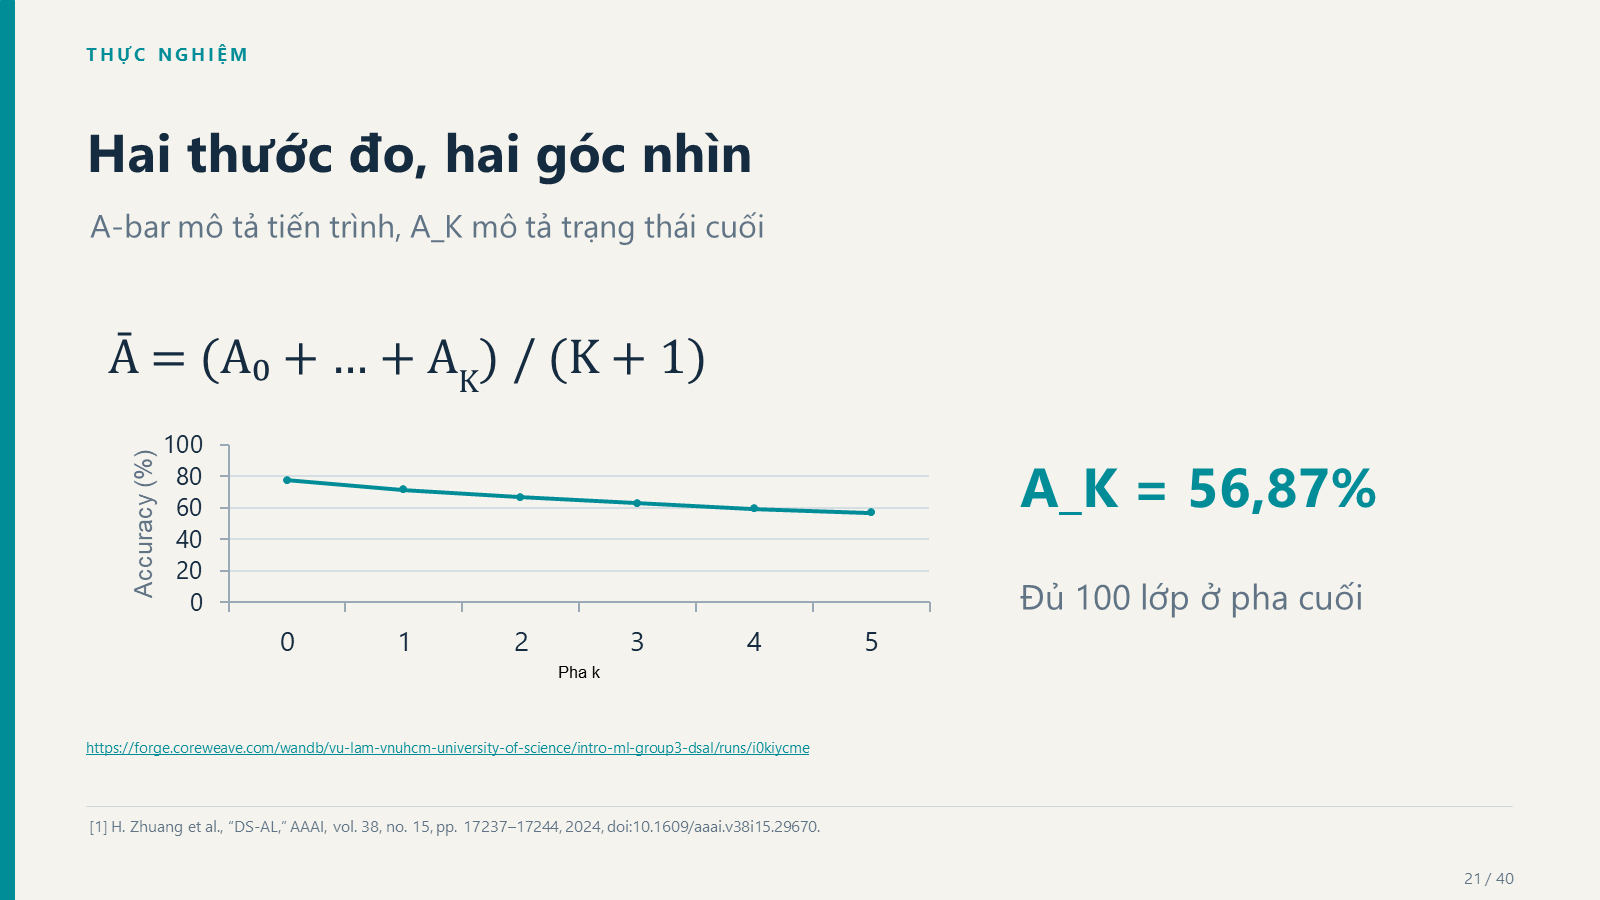 THỰC NGHIỆM
Hai thước đo, hai góc nhìn
A-bar mô tả tiến trình, A_K mô tả trạng thái cuối
Ā = (A₀ + … + A_K) / (K + 1)
Accuracy (%)
100
80
60
40
20
0
0 1 2 3 4 5
Pha k
A_K = 56,87%
Đủ 100 lớp ở pha cuối
https://forge.coreweave.com/wandb/vu-lam-vnuhcm-university-of-science/intro-ml-group3-dsal/runs/i0kiycme
[1] H. Zhuang et al., “DS-AL,” AAAI, vol. 38, no. 15, pp. 17237–17244, 2024, doi:10.1609/aaai.v38i15.29670.
21 / 40